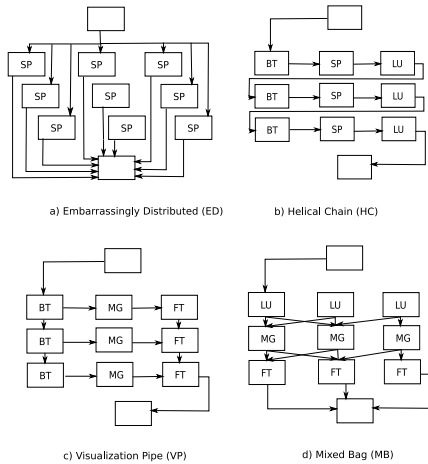 SP SP SP
SP SP SP
SP SP SP
a) Embarrassingly Distributed (ED)
BT SP LU
BT SP LU
BT SP LU
b) Helical Chain (HC)
BT MG FT
BT MG FT
BT MG FT
c) Visualization Pipe (VP)
LU LU LU
MG MG MG
FT FT FT
d) Mixed Bag (MB)